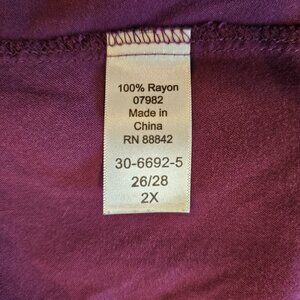 100% Rayon
07982
Made in
China
RN 88842
30-6692-5
26/28
2X